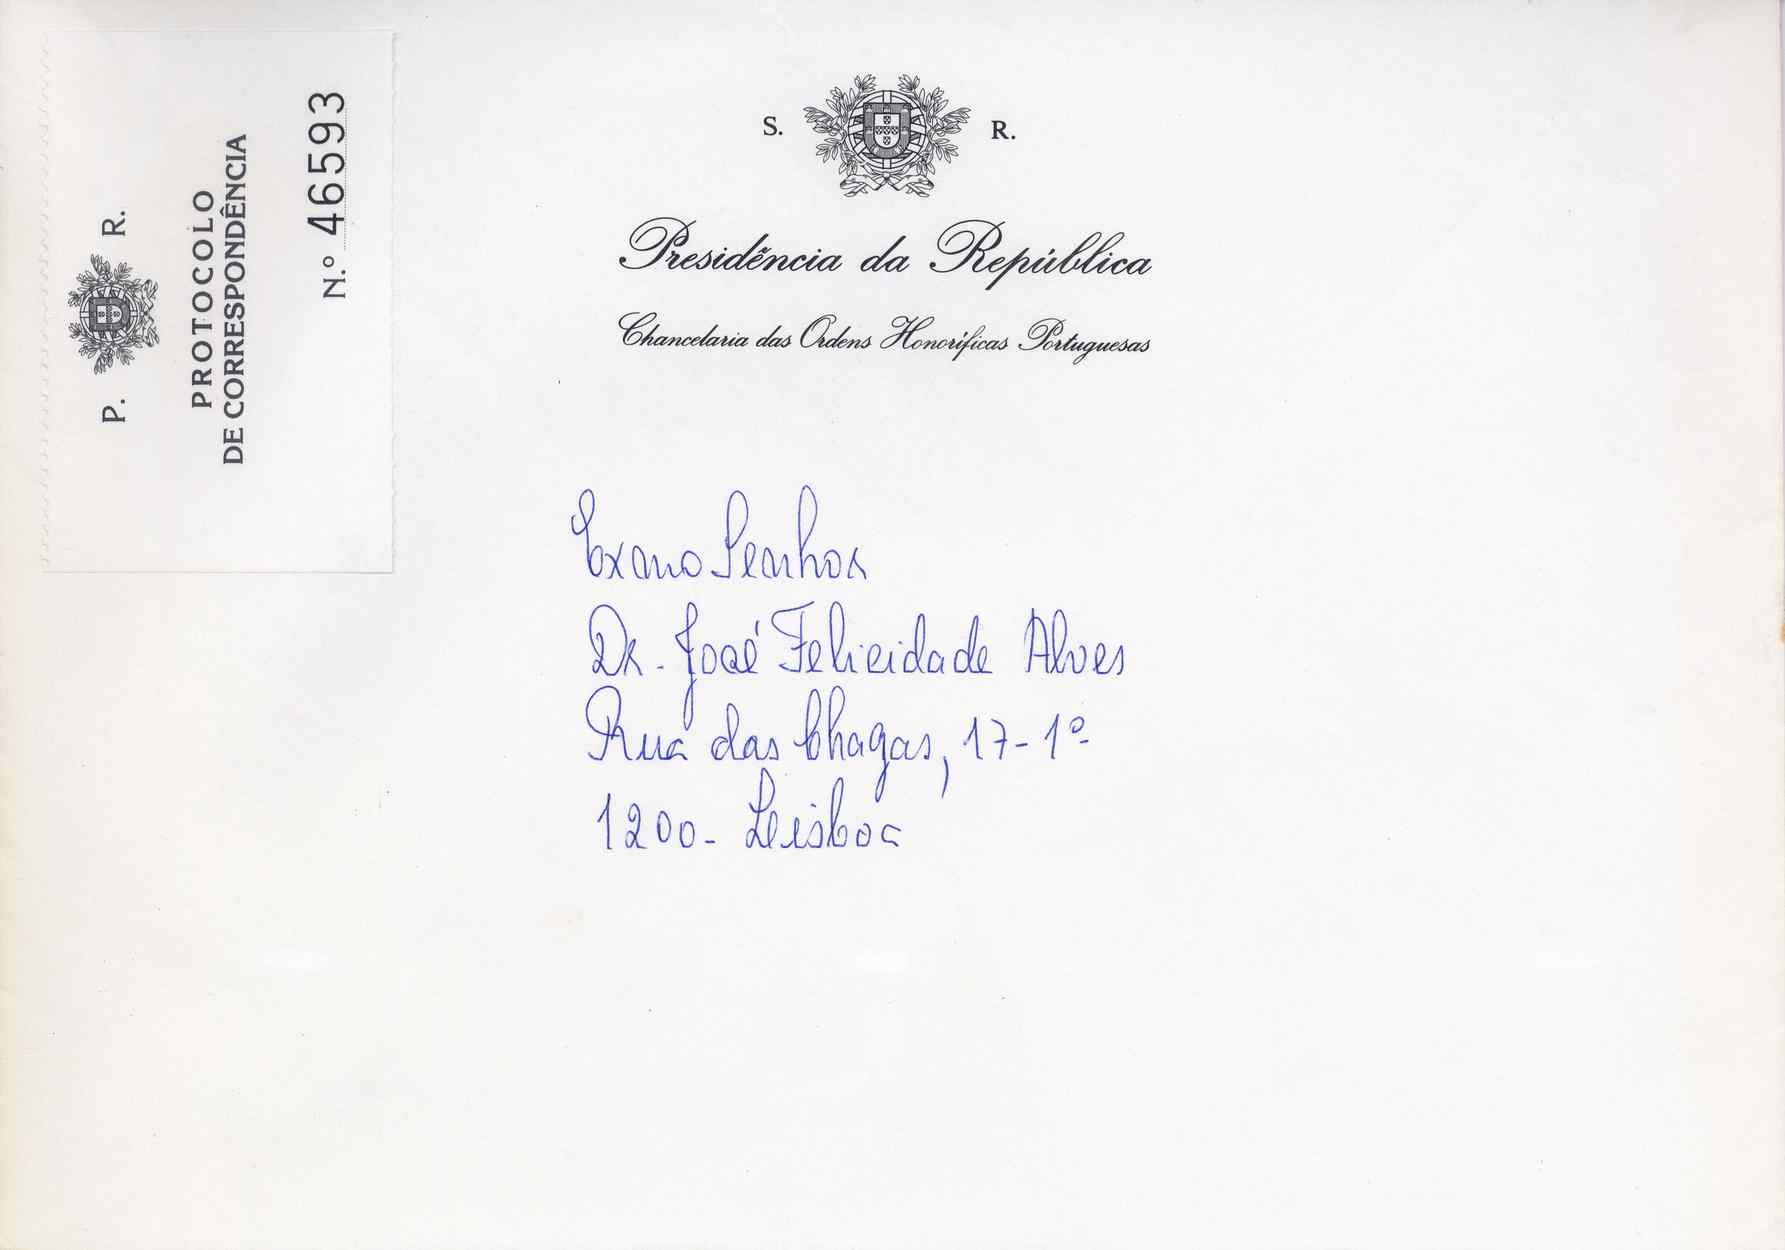 P. R.
PROTOCOLO
DE CORRESPONDÊNCIA
N.º 46593
S. R.
Presidência da República
Chancelaria das Ordens Honoríficas Portuguesas
Exmo Senhor
Dr. José Felicidade Alves
Rua das Chagas, 17-1º
1200- Lisboa